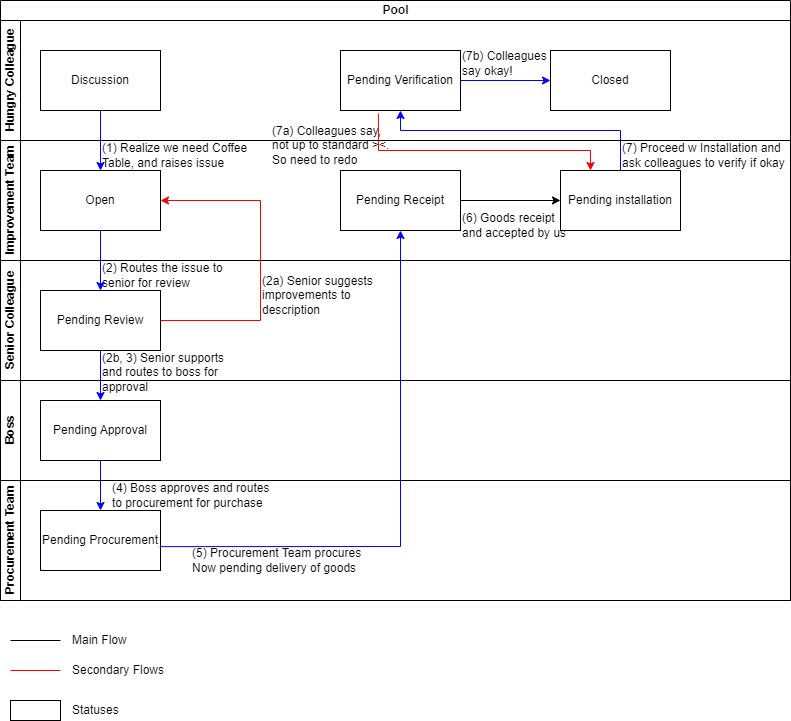 Pool
Hungry Colleague
Discussion
Pending Verification
(7b) Colleagues
say okay!
Closed
(7a) Colleagues say,
not up to standard ><.
So need to redo
(1) Realize we need Coffee
Table, and raises issue
(7) Proceed w Installation and
ask colleagues to verify if okay
Improvement Team
Open
Pending Receipt
Pending installation
(6) Goods receipt
and accepted by us
(2) Routes the issue to
senior for review
(2a) Senior suggests
improvements to
description
Senior Colleague
Pending Review
(2b, 3) Senior supports
and routes to boss for
approval
Boss
Pending Approval
(4) Boss approves and routes
to procurement for purchase
Procurement Team
Pending Procurement
(5) Procurement Team procures
Now pending delivery of goods
Main Flow
Secondary Flows
Statuses